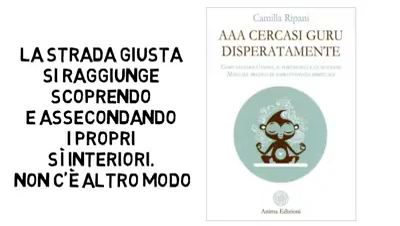 LA STRADA GIUSTA
SI RAGGIUNGE
SCOPRENDO
E ASSECONDANDO
I PROPRI
SÌ INTERIORI.
NON C'È ALTRO MODO
Camilla Ripani
AAA CERCASI GURU
DISPERATAMENTE
Anima Edizioni